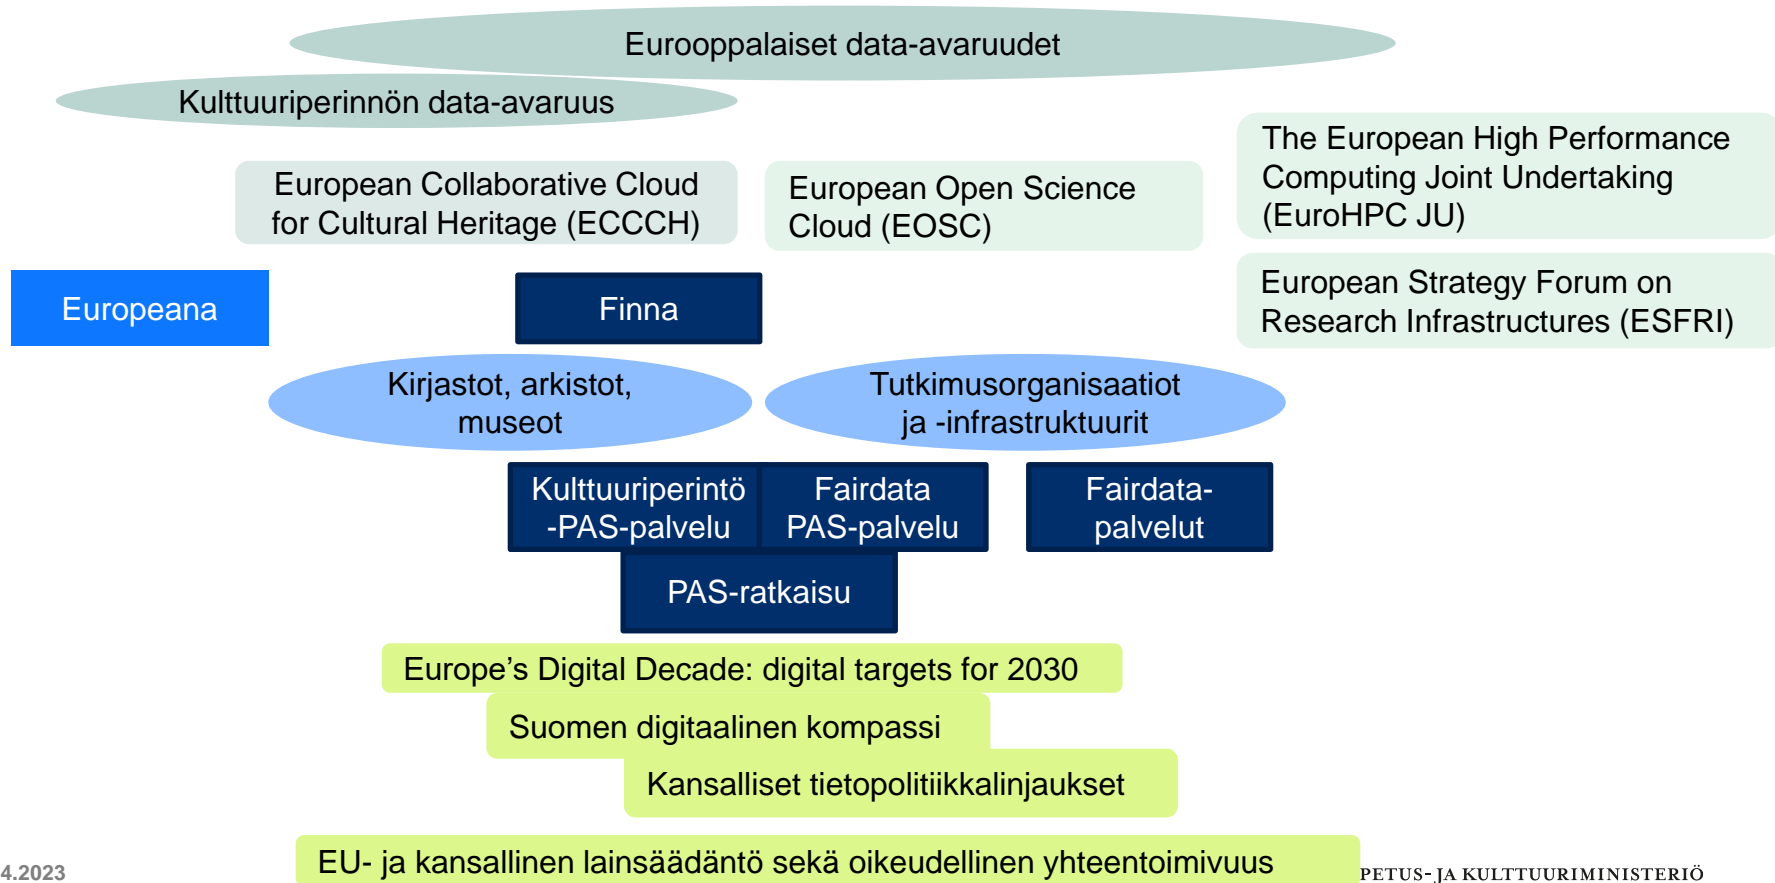 Eurooppalaiset data-avaruudet
Kulttuuriperinnön data-avaruus
European Collaborative Cloud
for Cultural Heritage (ECCCH)
European Open Science
Cloud (EOSC)
The European High Performance
Computing Joint Undertaking
(EuroHPC JU)
Europeana
Finna
European Strategy Forum on
Research Infrastructures (ESFRI)
Kirjastot, arkistot,
museot
Tutkimusorganisaatiot
ja -infrastruktuurit
Kulttuuriperintö
-PAS-palvelu
Fairdata
PAS-palvelu
Fairdata-
palvelut
PAS-ratkaisu
Europe’s Digital Decade: digital targets for 2030
Suomen digitaalinen kompassi
Kansalliset tietopolitiikkalinjaukset
EU- ja kansallinen lainsäädäntö sekä oikeudellinen yhteentoimivuus
4.2023
PETUS- JA KULTTUURIMINISTERIÖ